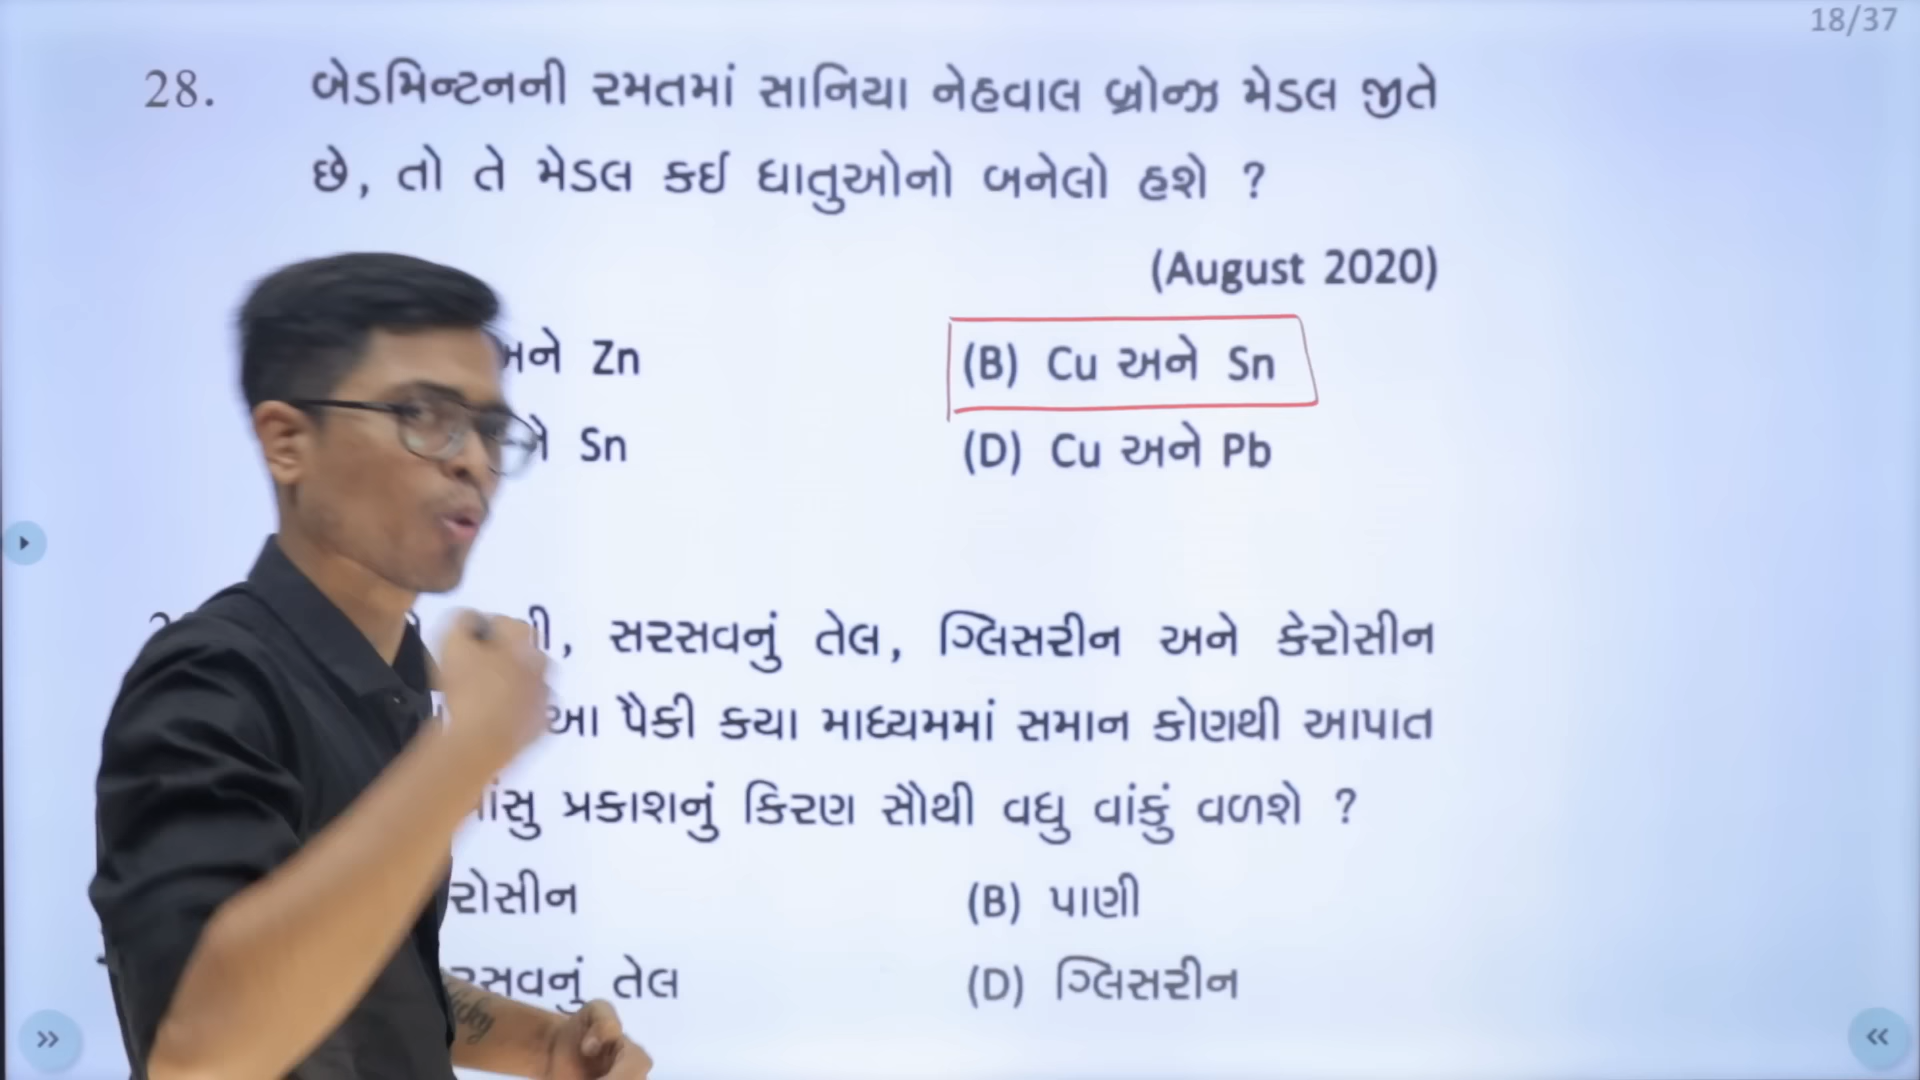 18/37
28. બેડમિન્ટનની રમતમાં સાનિયા નેહવાલ બ્રોન્ઝ મેડલ જીતે
છે, તો તે મેડલ કઈ ધાતુઓનો બનેલો હશે ?
(August 2020)
અને Zn
(B) Cu અને Sn
Sn
(D) Cu અને Pb
સરસવનું તેલ, ગ્લિસરીન અને કેરોસીન
આ પૈકી કયા માધ્યમમાં સમાન કોણથી આપાત
પ્રકાશનું કિરણ સૌથી વધુ વાંકું વળશે ?
(B) પાણી
તેલ
(D) ગ્લિસરીન